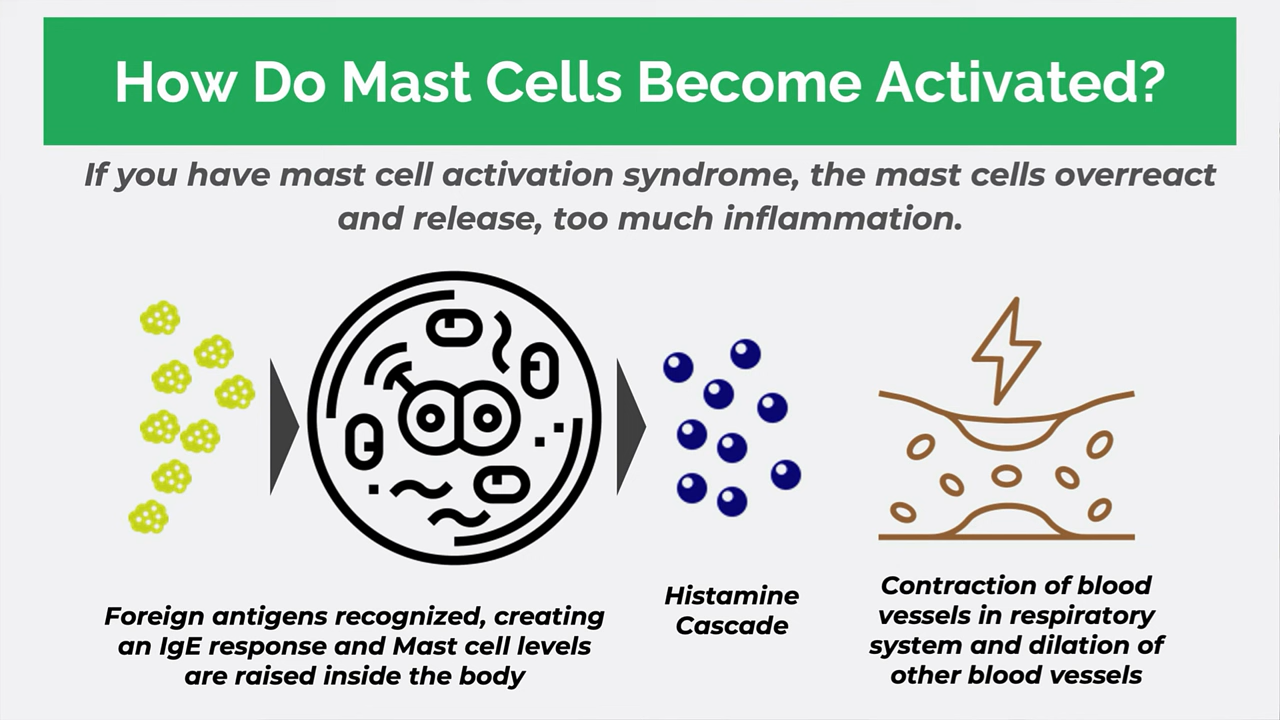 How Do Mast Cells Become Activated?
If you have mast cell activation syndrome, the mast cells overreact
and release, too much inflammation.
Foreign antigens recognized, creating
an IgE response and Mast cell levels
are raised inside the body
Histamine
Cascade
Contraction of blood
vessels in respiratory
system and dilation of
other blood vessels